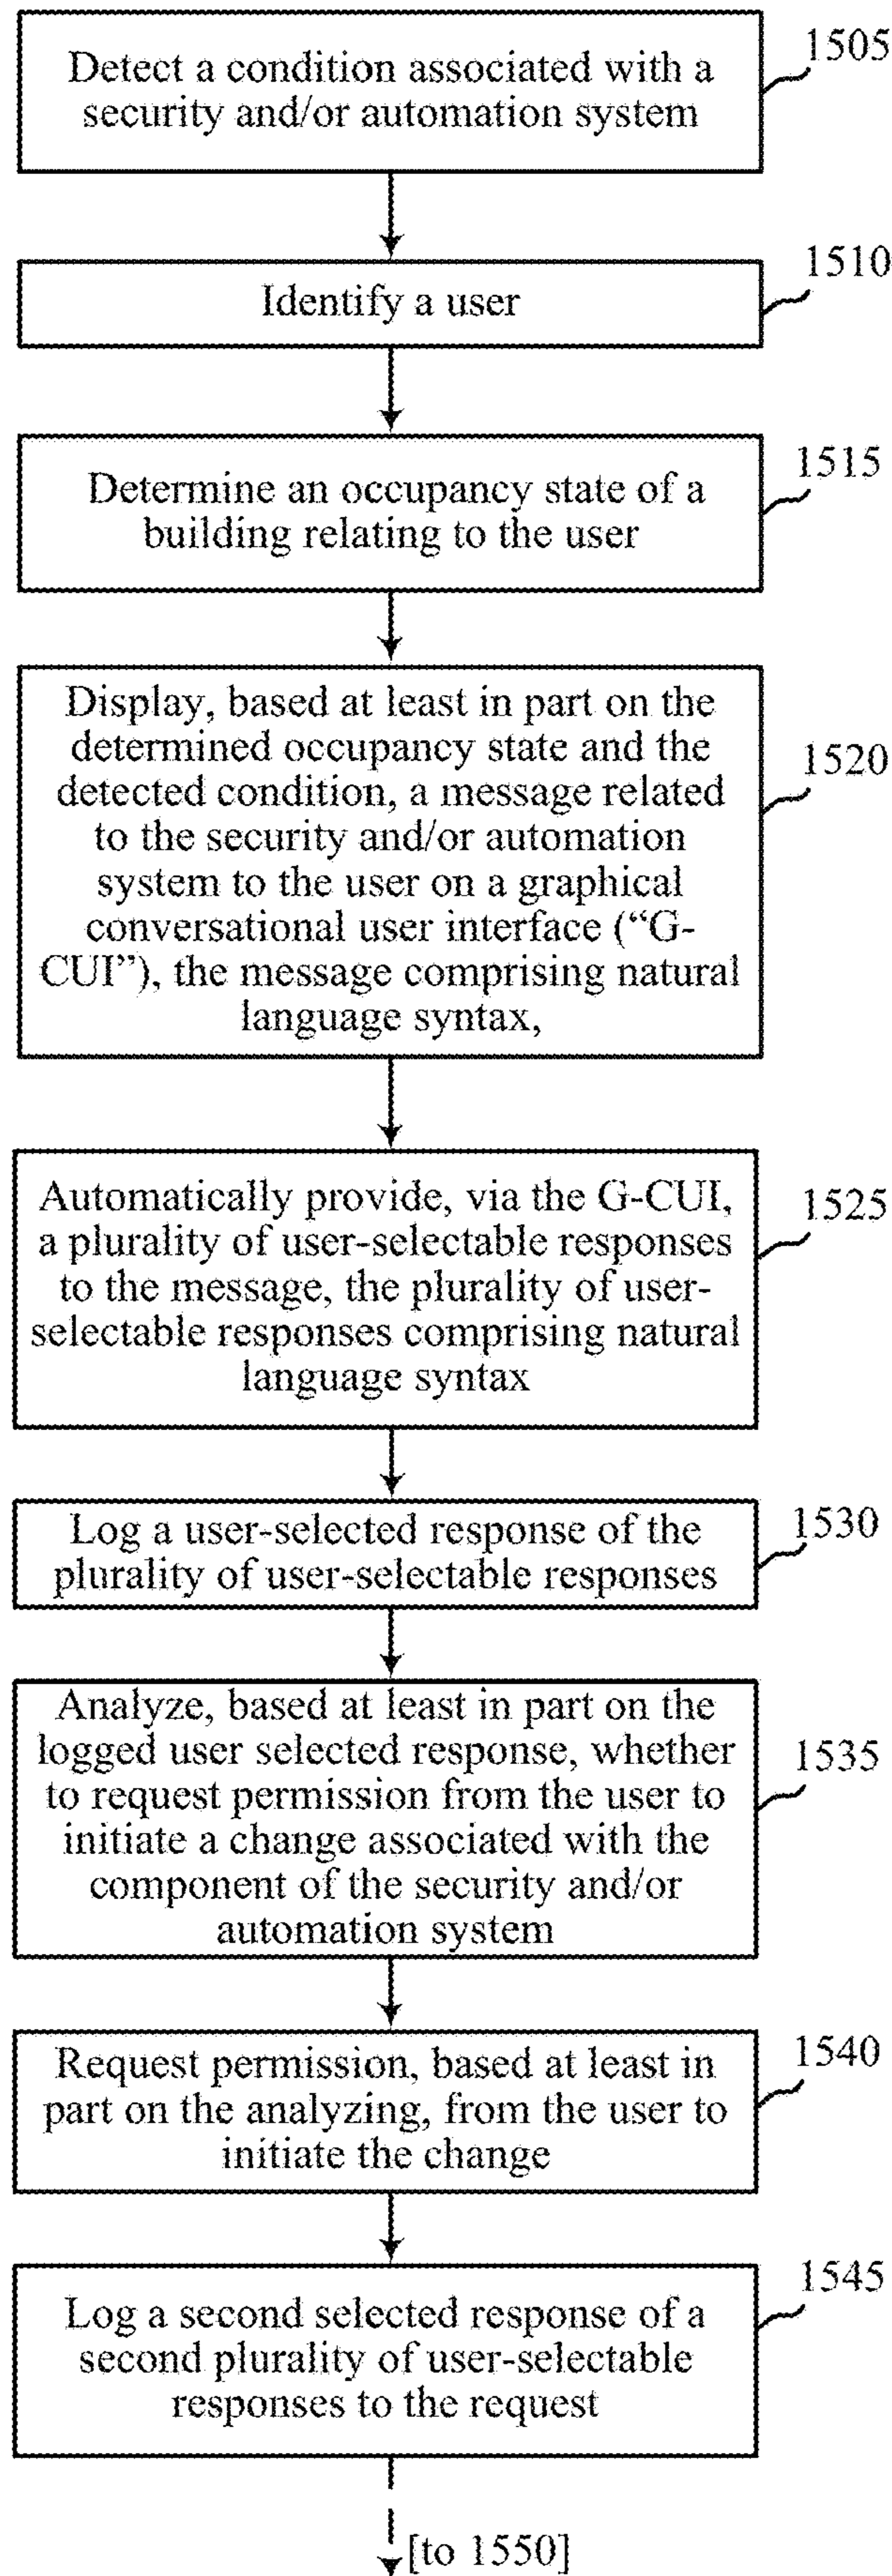 Detect a condition associated with a
security and/or automation system
1505
Identify a user
1510
Determine an occupancy state of a
building relating to the user
1515
Display, based at least in part on the
determined occupancy state and the
detected condition, a message related
to the security and/or automation
system to the user on a graphical
conversational user interface (“G-
CUI”), the message comprising natural
language syntax,
1520
Automatically provide, via the G-CUI,
a plurality of user-selectable responses
to the message, the plurality of user-
selectable responses comprising natural
language syntax
1525
Log a user-selected response of the
plurality of user-selectable responses
1530
Analyze, based at least in part on the
logged user selected response, whether
to request permission from the user to
initiate a change associated with the
component of the security and/or
automation system
1535
Request permission, based at least in
part on the analyzing, from the user to
initiate the change
1540
Log a second selected response of a
second plurality of user-selectable
responses to the request
1545
[to 1550]